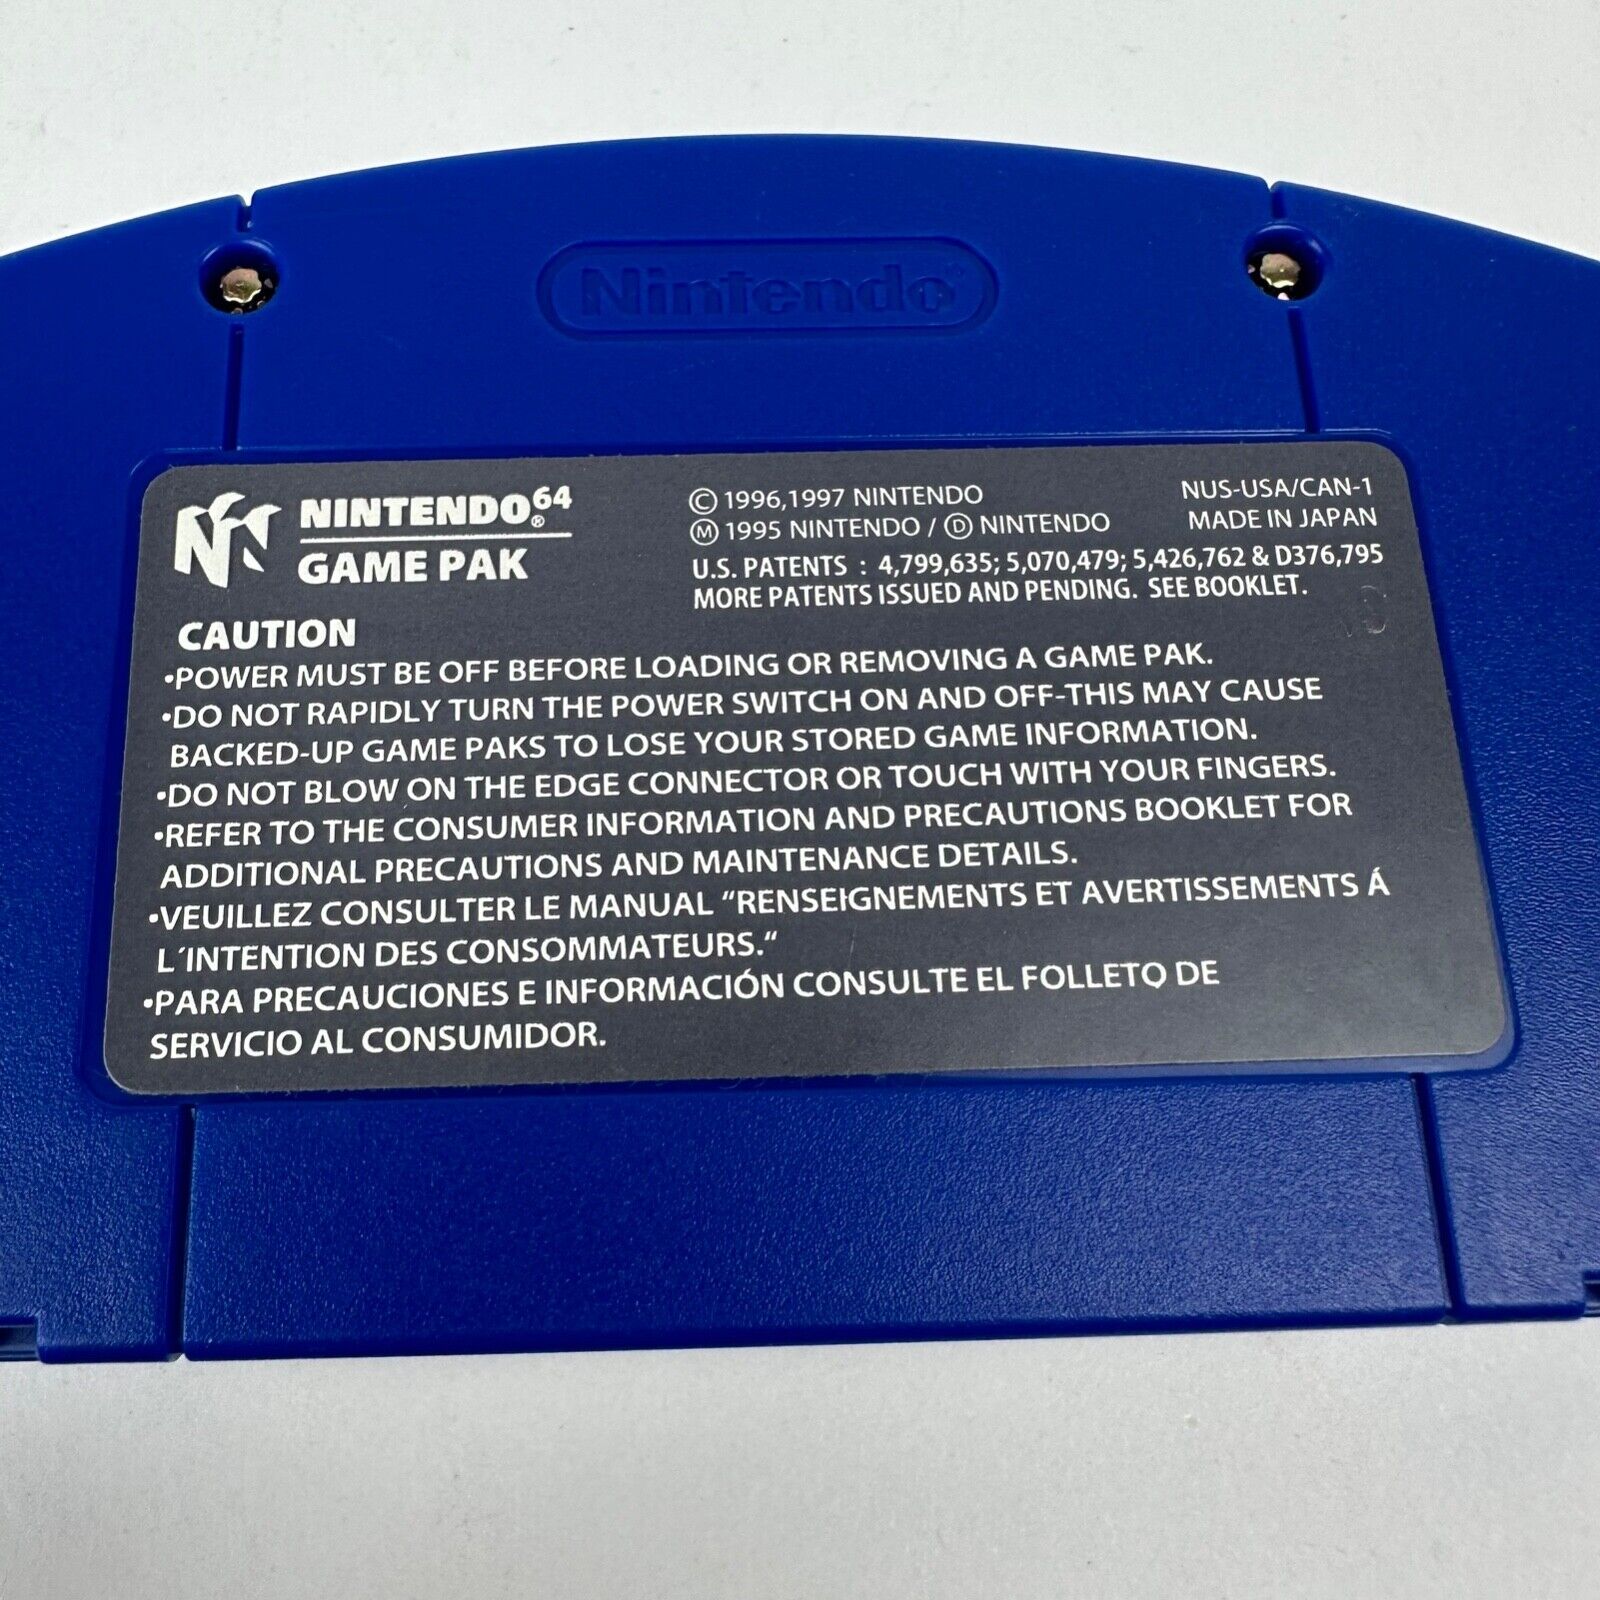 Nintendo
NINTENDO64®
GAME PAK
© 1996,1997 NINTENDO
Ⓜ 1995 NINTENDO / Ⓓ NINTENDO
NUS-USA/CAN-1
MADE IN JAPAN
U.S. PATENTS : 4,799,635; 5,070,479; 5,426,762 & D376,795
MORE PATENTS ISSUED AND PENDING. SEE BOOKLET.
CAUTION
•POWER MUST BE OFF BEFORE LOADING OR REMOVING A GAME PAK.
•DO NOT RAPIDLY TURN THE POWER SWITCH ON AND OFF-THIS MAY CAUSE
BACKED-UP GAME PAKS TO LOSE YOUR STORED GAME INFORMATION.
•DO NOT BLOW ON THE EDGE CONNECTOR OR TOUCH WITH YOUR FINGERS.
•REFER TO THE CONSUMER INFORMATION AND PRECAUTIONS BOOKLET FOR
ADDITIONAL PRECAUTIONS AND MAINTENANCE DETAILS.
•VEUILLEZ CONSULTER LE MANUAL “RENSEIGNEMENTS ET AVERTISSEMENTS Á
L´INTENTION DES CONSOMMATEURS.“
•PARA PRECAUCIONES E INFORMACIÓN CONSULTE EL FOLLETO DE
SERVICIO AL CONSUMIDOR.